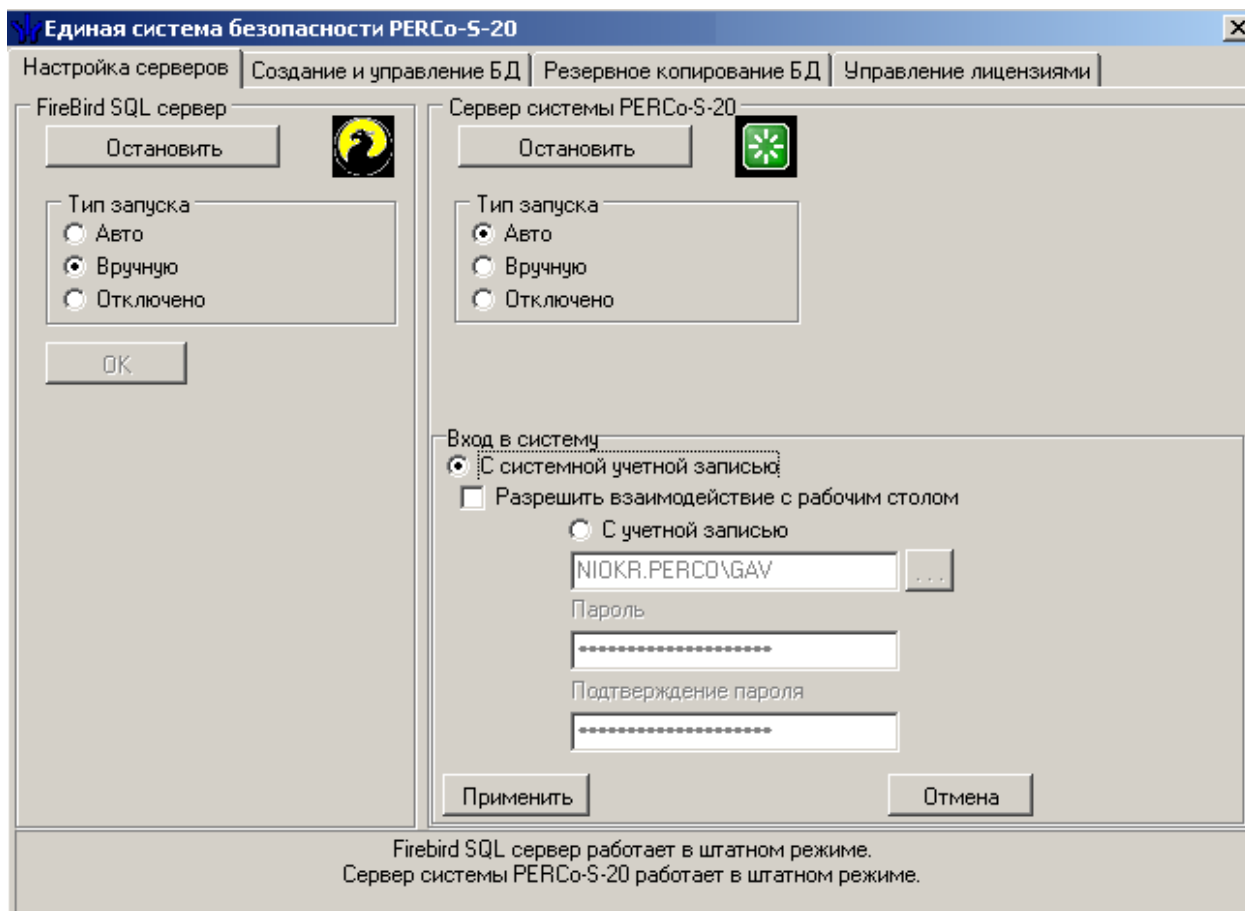 Единая система безопасности PERCo-S-20
Настройка серверов
Создание и управление БД
Резервное копирование БД
Управление лицензиями
FireBird SQL сервер
Остановить
Тип запуска
Авто
Вручную
Отключено
OK
Сервер системы PERCo-S-20
Остановить
Тип запуска
Авто
Вручную
Отключено
Вход в систему
С системной учетной записью
Разрешить взаимодействие с рабочим столом
С учетной записью
NIOKR.PERCO\GAV
...
Пароль
********************
Подтверждение пароля
********************
Применить
Отмена
Firebird SQL сервер работает в штатном режиме.
Сервер системы PERCo-S-20 работает в штатном режиме.